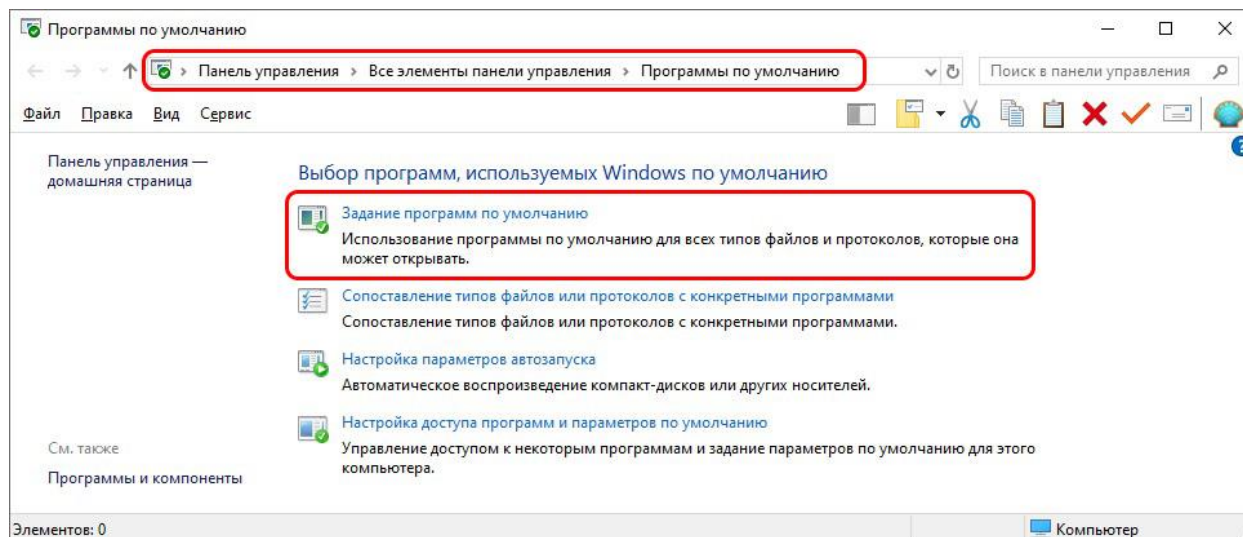 Программы по умолчанию
Панель управления › Все элементы панели управления › Программы по умолчанию
Поиск в панели управления
Файл Правка Вид Сервис
Панель управления —
домашняя страница
Выбор программ, используемых Windows по умолчанию
Задание программ по умолчанию
Использование программы по умолчанию для всех типов файлов и протоколов, которые она
может открывать.
Сопоставление типов файлов или протоколов с конкретными программами
Сопоставление типов файлов или протоколов с конкретными программами.
Настройка параметров автозапуска
Автоматическое воспроизведение компакт-дисков или других носителей.
Настройка доступа программ и параметров по умолчанию
Управление доступом к некоторым программам и задание параметров по умолчанию для этого
компьютера.
См. также
Программы и компоненты
Элементов: 0
Компьютер